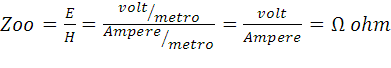 Zoo = E/H = (volt/metro)/(Ampere/metro) = volt/Ampere = Ω ohm